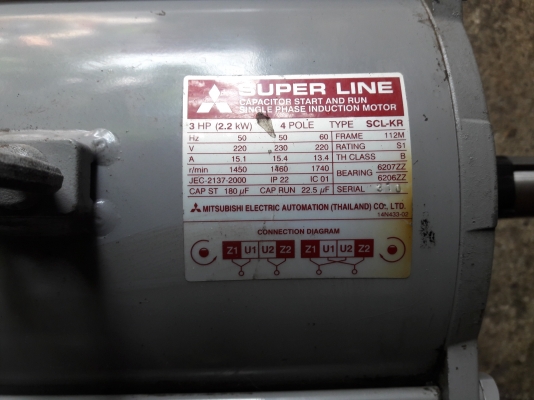 SUPER LINE
CAPACITOR START AND RUN
SINGLE PHASE INDUCTION MOTOR
3 HP (2.2 kW) 4 POLE TYPE SCL-KR
Hz 50 50 60 FRAME 112M
V 220 230 220 RATING S1
A 15.1 15.4 13.4 TH CLASS B
r/min 1450 1460 1740 BEARING 6207ZZ
JEC-2137-2000 IP 22 IC 01 6206ZZ
CAP ST 180 µF CAP RUN 22.5 µF SERIAL
MITSUBISHI ELECTRIC AUTOMATION (THAILAND) CO., LTD.
14N433-02
CONNECTION DIAGRAM
Z1 U1 U2 Z2 Z1 U1 U2 Z2